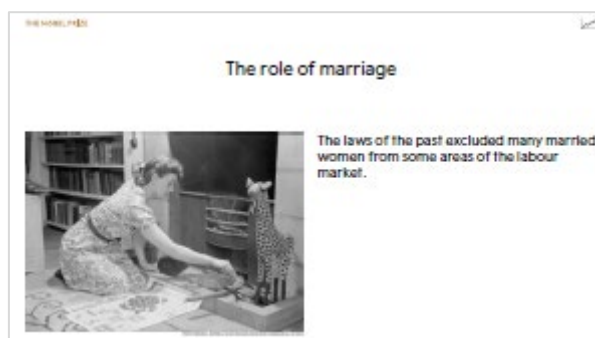 THE NOBEL PRIZE
The role of marriage
The laws of the past excluded many married
women from some areas of the labour
market.